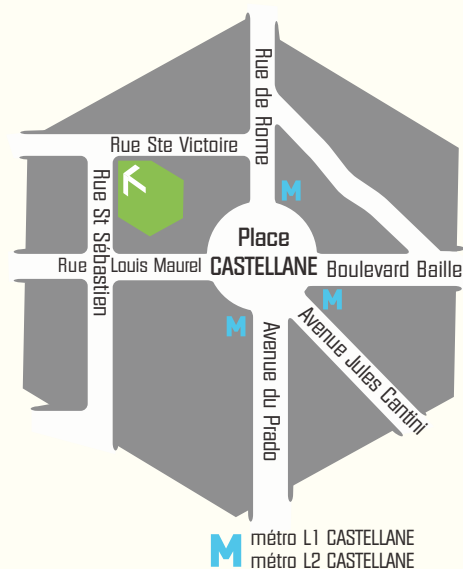 Rue de Rome
Rue Ste Victoire
Rue St Sébastien
M
Place
CASTELLANE
Rue Louis Maurel
Boulevard Baille
M
M
Avenue Jules Cantini
Avenue du Prado
M
métro L1 CASTELLANE
métro L2 CASTELLANE